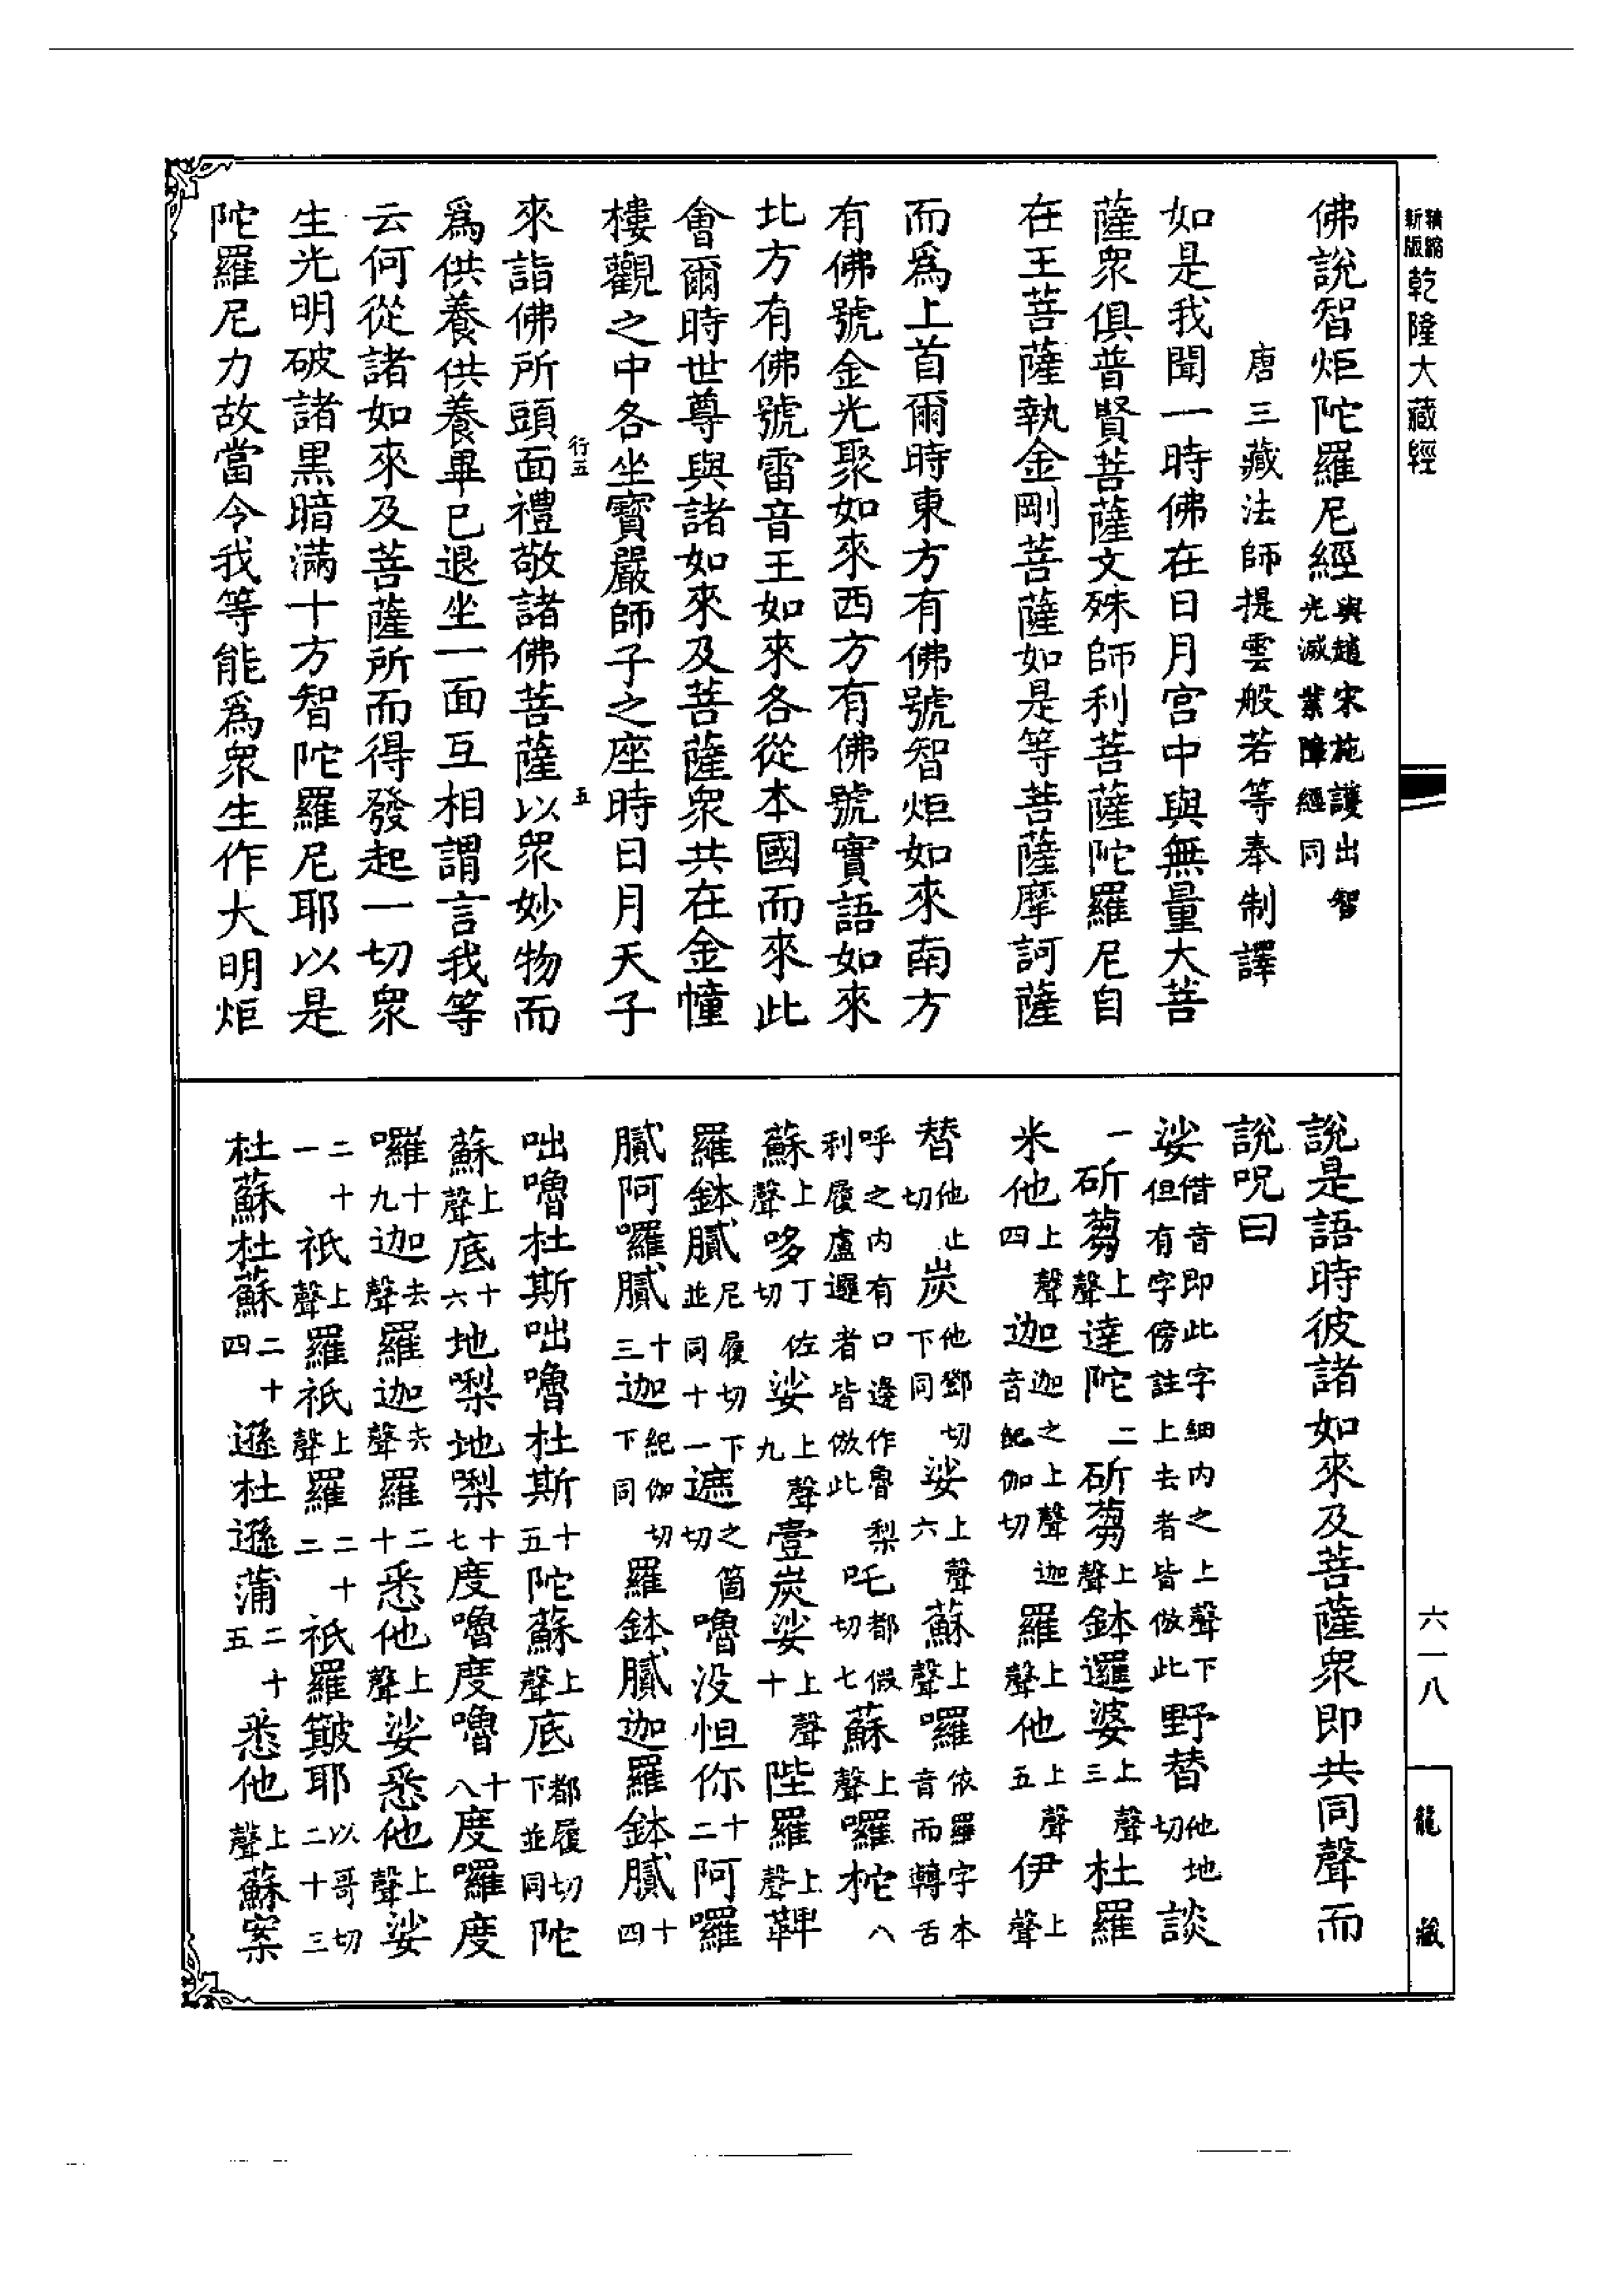 精縮新版乾隆大藏經
佛說智炬陀羅尼經與趙宋施護出智光滅業障經同
唐三藏法師提雲般若等奉制譯
如是我聞一時佛在日月宮中與無量大菩
薩衆俱普賢菩薩文殊師利菩薩陀羅尼自
在王菩薩執金剛菩薩如是等菩薩摩訶薩
而爲上首爾時東方有佛號智炬如來南方
有佛號金光聚如來西方有佛號實語如來
北方有佛號雷音王如來各從本國而來此
會爾時世尊與諸如來及菩薩衆共在金幢
樓觀之中各坐寶嚴師子之座時日月天子
行五 五
來詣佛所頭面禮敬諸佛菩薩以衆妙物而
爲供養供養畢已退坐一面互相謂言我等
云何從諸如來及菩薩所而得發起一切衆
生光明破諸黑暗滿十方智陀羅尼耶以是
陀羅尼力故當令我等能爲衆生作大明炬
說是語時彼諸如來及菩薩衆即共同聲而
說呪曰
娑借音即此字細内之上聲下但有字傍註上去者皆倣此野替他地切談
一斫蒭上聲達陀二斫蒭上聲鉢邏婆上聲三杜羅
米他上聲四迦迦之上聲迦音紀伽切羅上聲他上聲五伊上聲
替他止切炭他鄧切下同娑上聲六蘇上聲囉依羅字本音而轉舌
呼之内有口邊作魯梨利履盧邏者皆倣此吒都假切七蘇上聲囉柁八
蘇上聲哆丁佐切娑上聲九壹炭娑上聲十陛羅上聲鞞
羅鉢膩尼履切下並同十一遮之箇切嚕没怛你十二阿囉
膩阿囉膩十三迦紀伽切下同羅鉢膩迦羅鉢膩十四
咄嚕杜斯咄嚕杜斯十五陀蘇上聲底都履切下並同陀
蘇上聲底十六地㗚地㗚十七度嚕度嚕十八度囉度
囉十九迦去聲羅迦去聲羅二十悉他上聲娑悉他上聲娑
二十一祇上聲羅祇上聲羅二十二祇羅耶以哥切二十三
杜蘇杜蘇二十四遜杜遜蒲二十五悉他上聲蘇案
六一八
龍藏